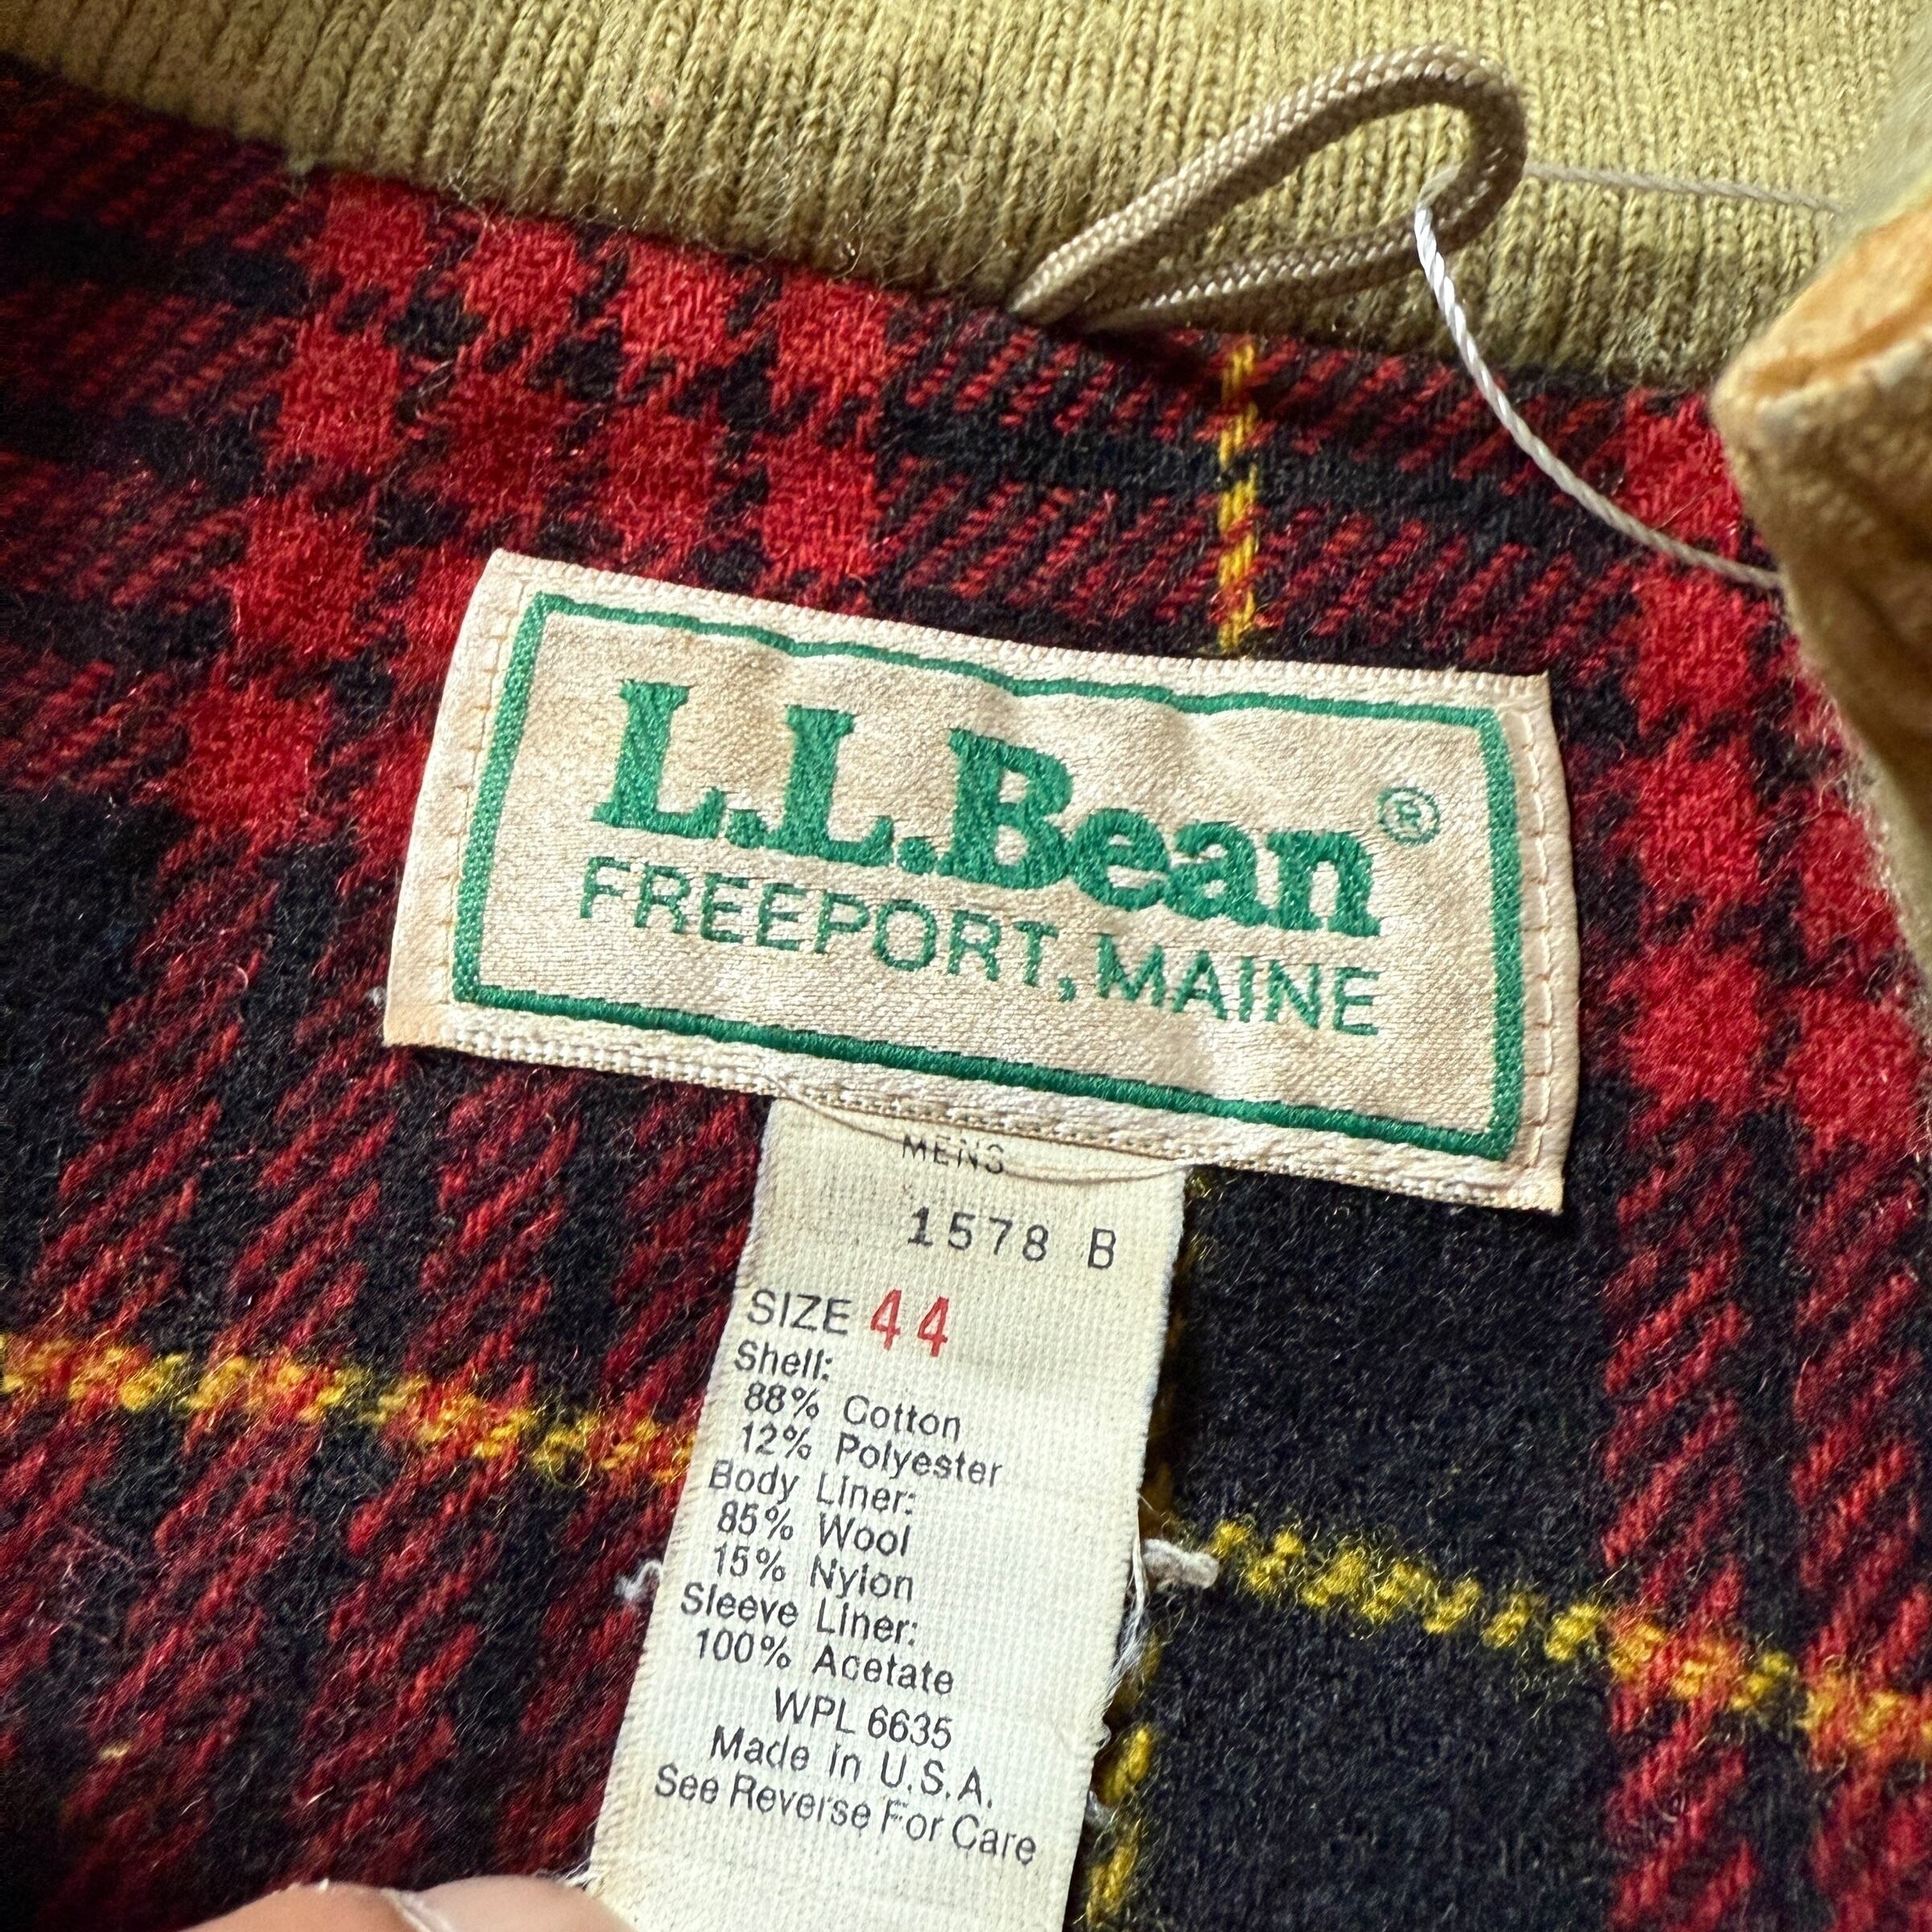 L.L.Bean®
FREEPORT, MAINE
MENS
1578 B
SIZE 44
Shell:
88% Cotton
12% Polyester
Body Liner:
85% Wool
15% Nylon
Sleeve Liner:
100% Acetate
WPL 6635
Made in U.S.A.
See Reverse For Care